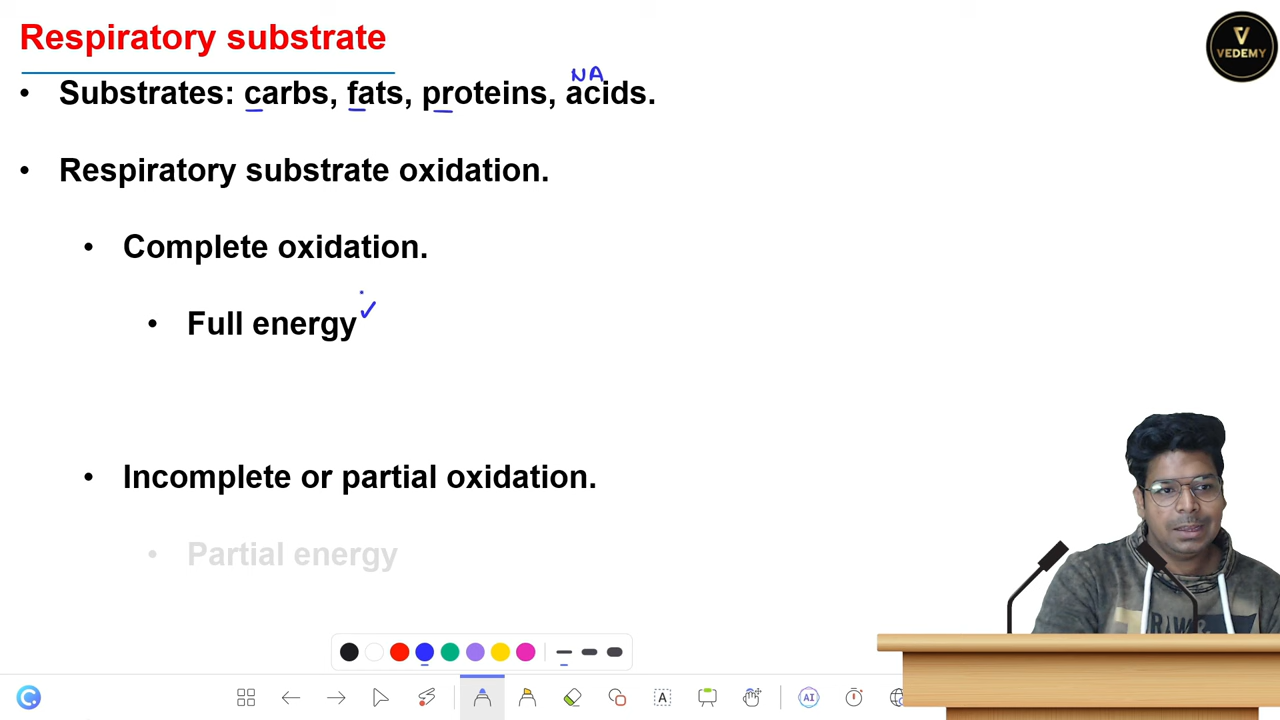 Respiratory substrate
VEDEMY
NA
• Substrates: carbs, fats, proteins, acids.
• Respiratory substrate oxidation.
• Complete oxidation.
• Full energy ✓
• Incomplete or partial oxidation.
• Partial energy
A
AI